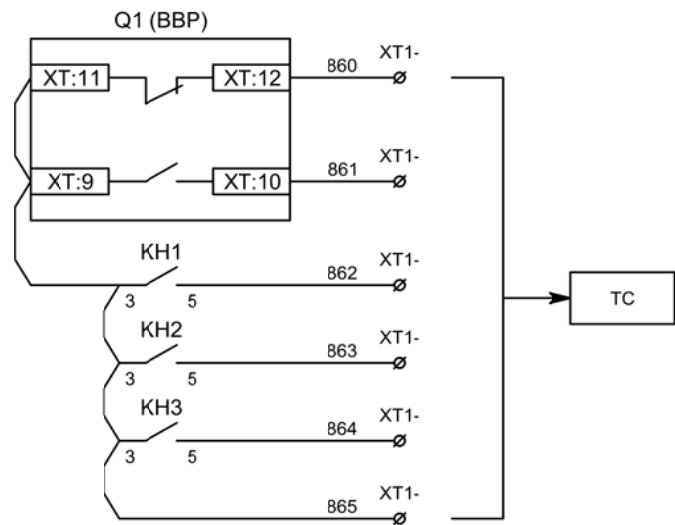 Q1 (BBP)
XT:11
XT:12
860
XT1-
XT:9
XT:10
861
XT1-
KH1
3
5
862
XT1-
KH2
3
5
863
XT1-
KH3
3
5
864
XT1-
865
XT1-
TC